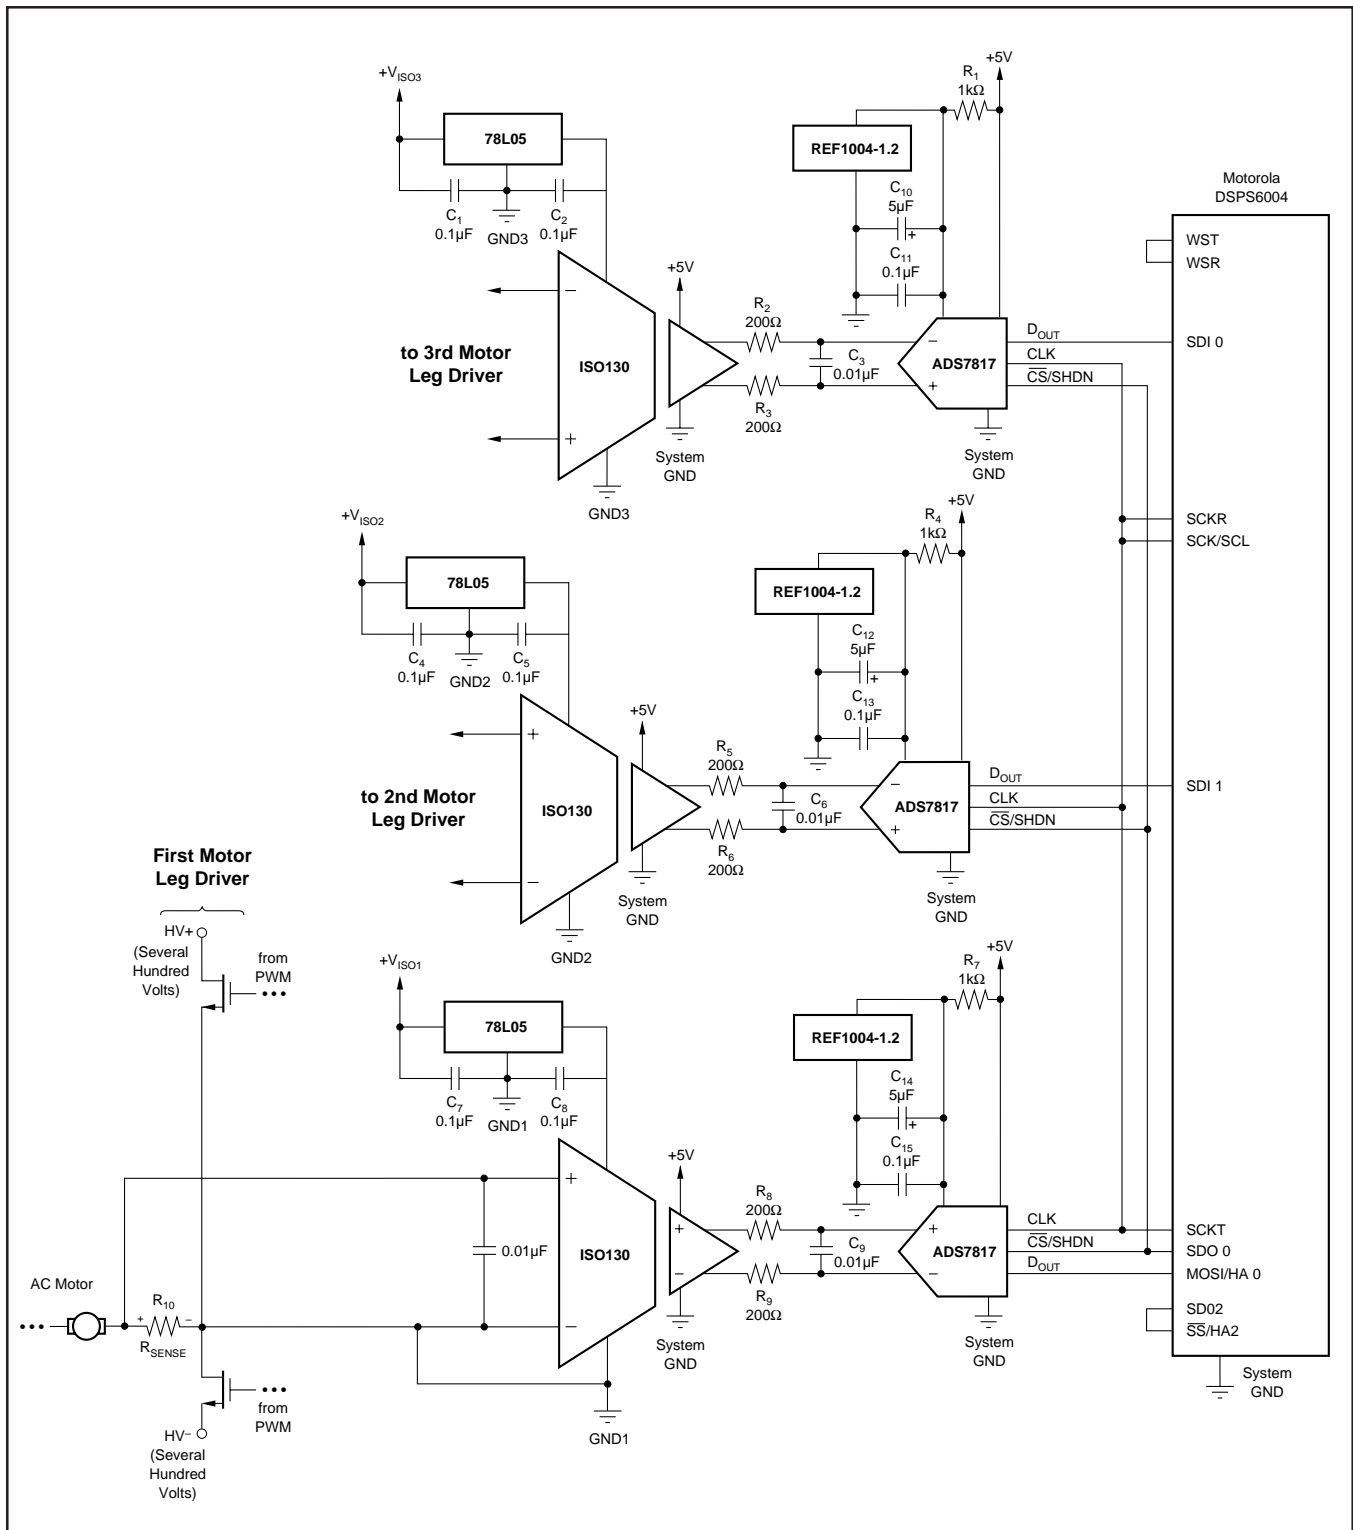 +V_ISO3
78L05
C1
0.1µF
GND3
C2
0.1µF
R1
1kΩ
+5V
REF1004-1.2
C10
5µF
+
C11
0.1µF
Motorola
DSPS6004
WST
WSR
to 3rd Motor
Leg Driver
−
+
ISO130
GND3
+5V
System
GND
R2
200Ω
R3
200Ω
C3
0.01µF
−
+
ADS7817
DOUT
CLK
CS/SHDN
SDI 0
System
GND
SCKR
SCK/SCL
+V_ISO2
78L05
C4
0.1µF
GND2
C5
0.1µF
R4
1kΩ
+5V
REF1004-1.2
C12
5µF
+
C13
0.1µF
to 2nd Motor
Leg Driver
+
−
ISO130
GND2
+5V
System
GND
R5
200Ω
R6
200Ω
C6
0.01µF
−
+
ADS7817
DOUT
CLK
CS/SHDN
SDI 1
System
GND
First Motor
Leg Driver
HV+
(Several
Hundred
Volts)
from
PWM
+V_ISO1
78L05
C7
0.1µF
GND1
C8
0.1µF
R7
1kΩ
+5V
REF1004-1.2
C14
5µF
+
C15
0.1µF
0.01µF
+
−
ISO130
+5V
+
−
System
GND
R8
200Ω
R9
200Ω
C9
0.01µF
+
−
ADS7817
CLK
CS/SHDN
DOUT
SCKT
SDO 0
MOSI/HA 0
SD02
SS/HA2
System
GND
System
GND
AC Motor
R10
+ −
RSENSE
from
PWM
HV−
(Several
Hundred
Volts)
GND1